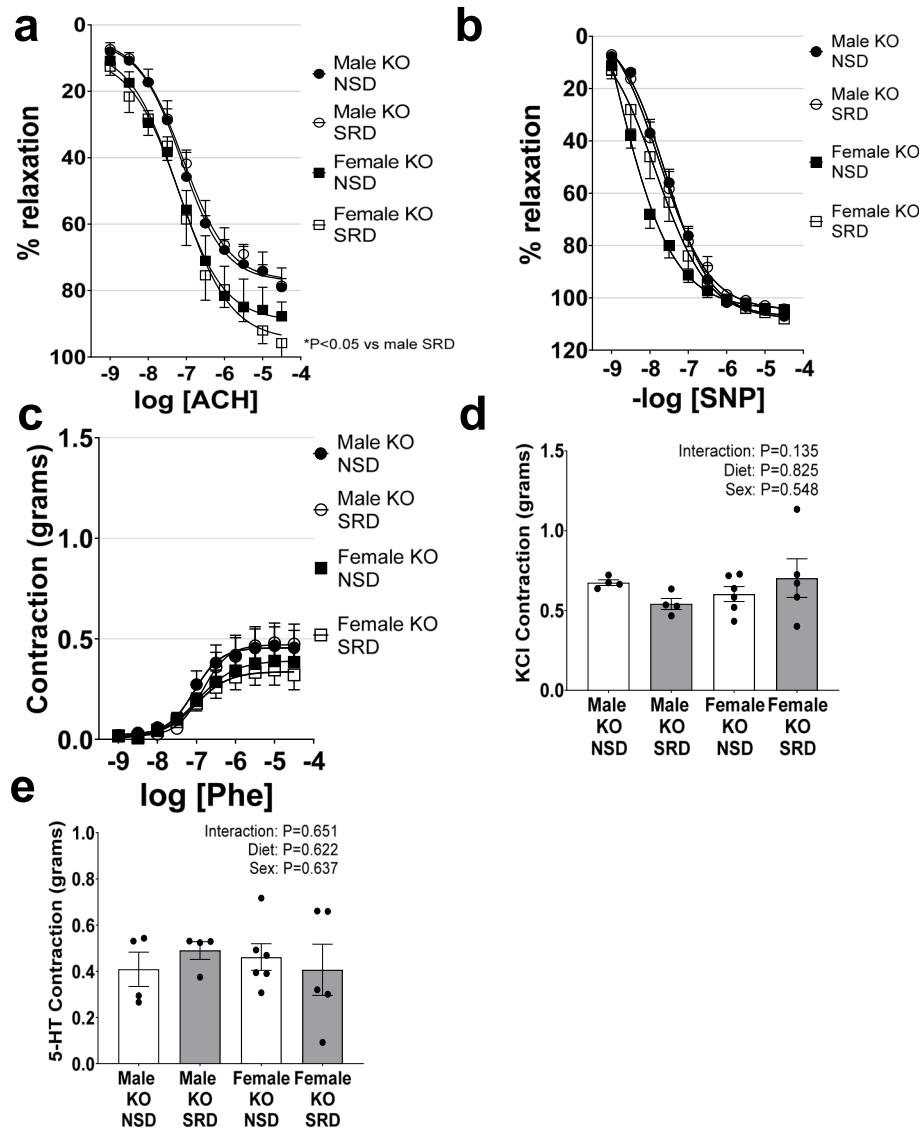 a
0
20
40
60
80
100
% relaxation
-9 -8 -7 -6 -5 -4
log [ACH]
Male KO
NSD
Male KO
SRD
Female KO
NSD
Female KO
SRD
*P<0.05 vs male SRD
b
0
20
40
60
80
100
120
% relaxation
-9 -8 -7 -6 -5 -4
-log [SNP]
Male KO
NSD
Male KO
SRD
Female KO
NSD
Female KO
SRD
c
1.5
1.0
0.5
0.0
Contraction (grams)
-9 -8 -7 -6 -5 -4
log [Phe]
Male KO
NSD
Male KO
SRD
Female KO
NSD
Female KO
SRD
d
Interaction: P=0.135
Diet: P=0.825
Sex: P=0.548
1.5
1.0
0.5
0.0
KCl Contraction (grams)
Male Male Female Female
KO KO KO KO
NSD SRD NSD SRD
e
Interaction: P=0.651
Diet: P=0.622
Sex: P=0.637
1.0
0.8
0.6
0.4
0.2
0.0
5-HT Contraction (grams)
Male Male Female Female
KO KO KO KO
NSD SRD NSD SRD